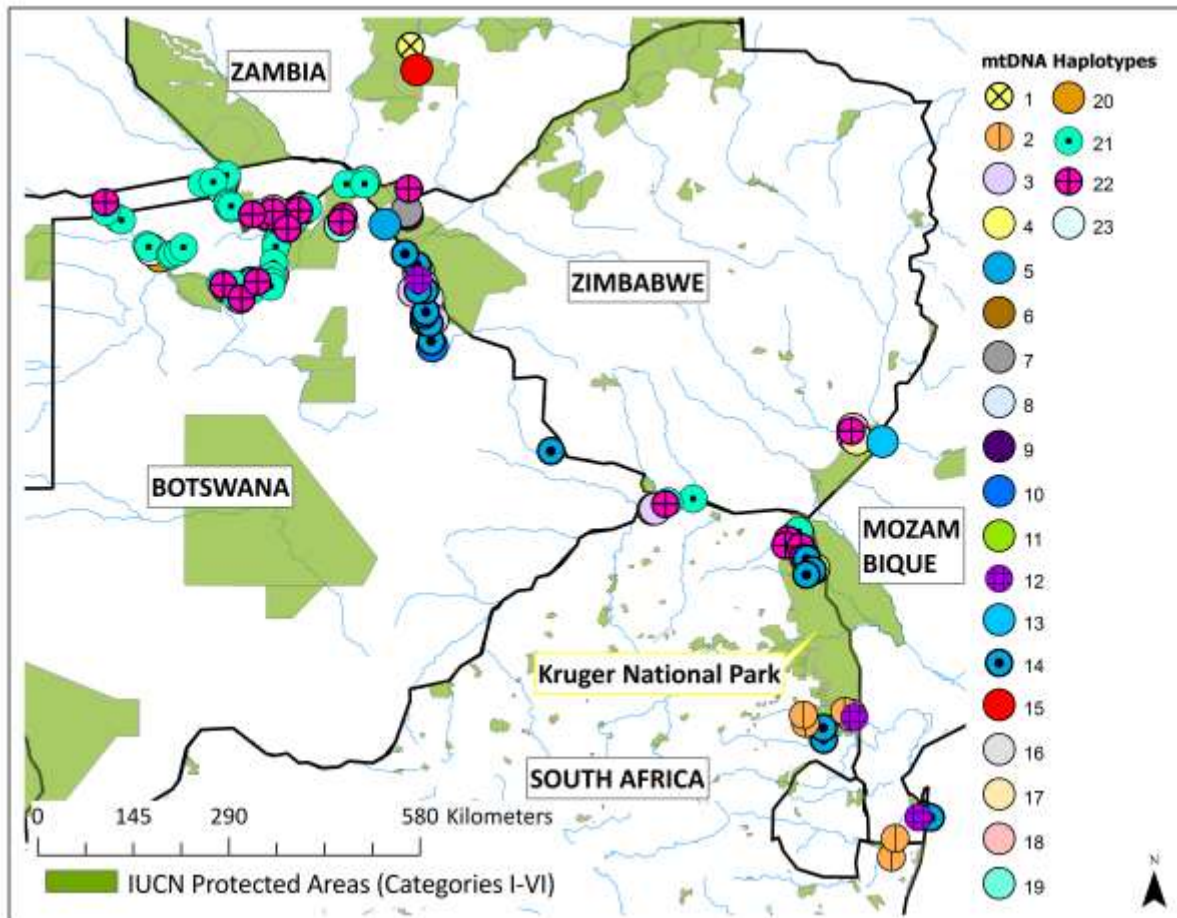 ZAMBIA
ZIMBABWE
BOTSWANA
MOZAM
BIQUE
Kruger National Park
SOUTH AFRICA
0 145 290 580 Kilometers
IUCN Protected Areas (Categories I-VI)
mtDNA Haplotypes
1 20
2 21
3 22
4 23
5
6
7
8
9
10
11
12
13
14
15
16
17
18
19
N